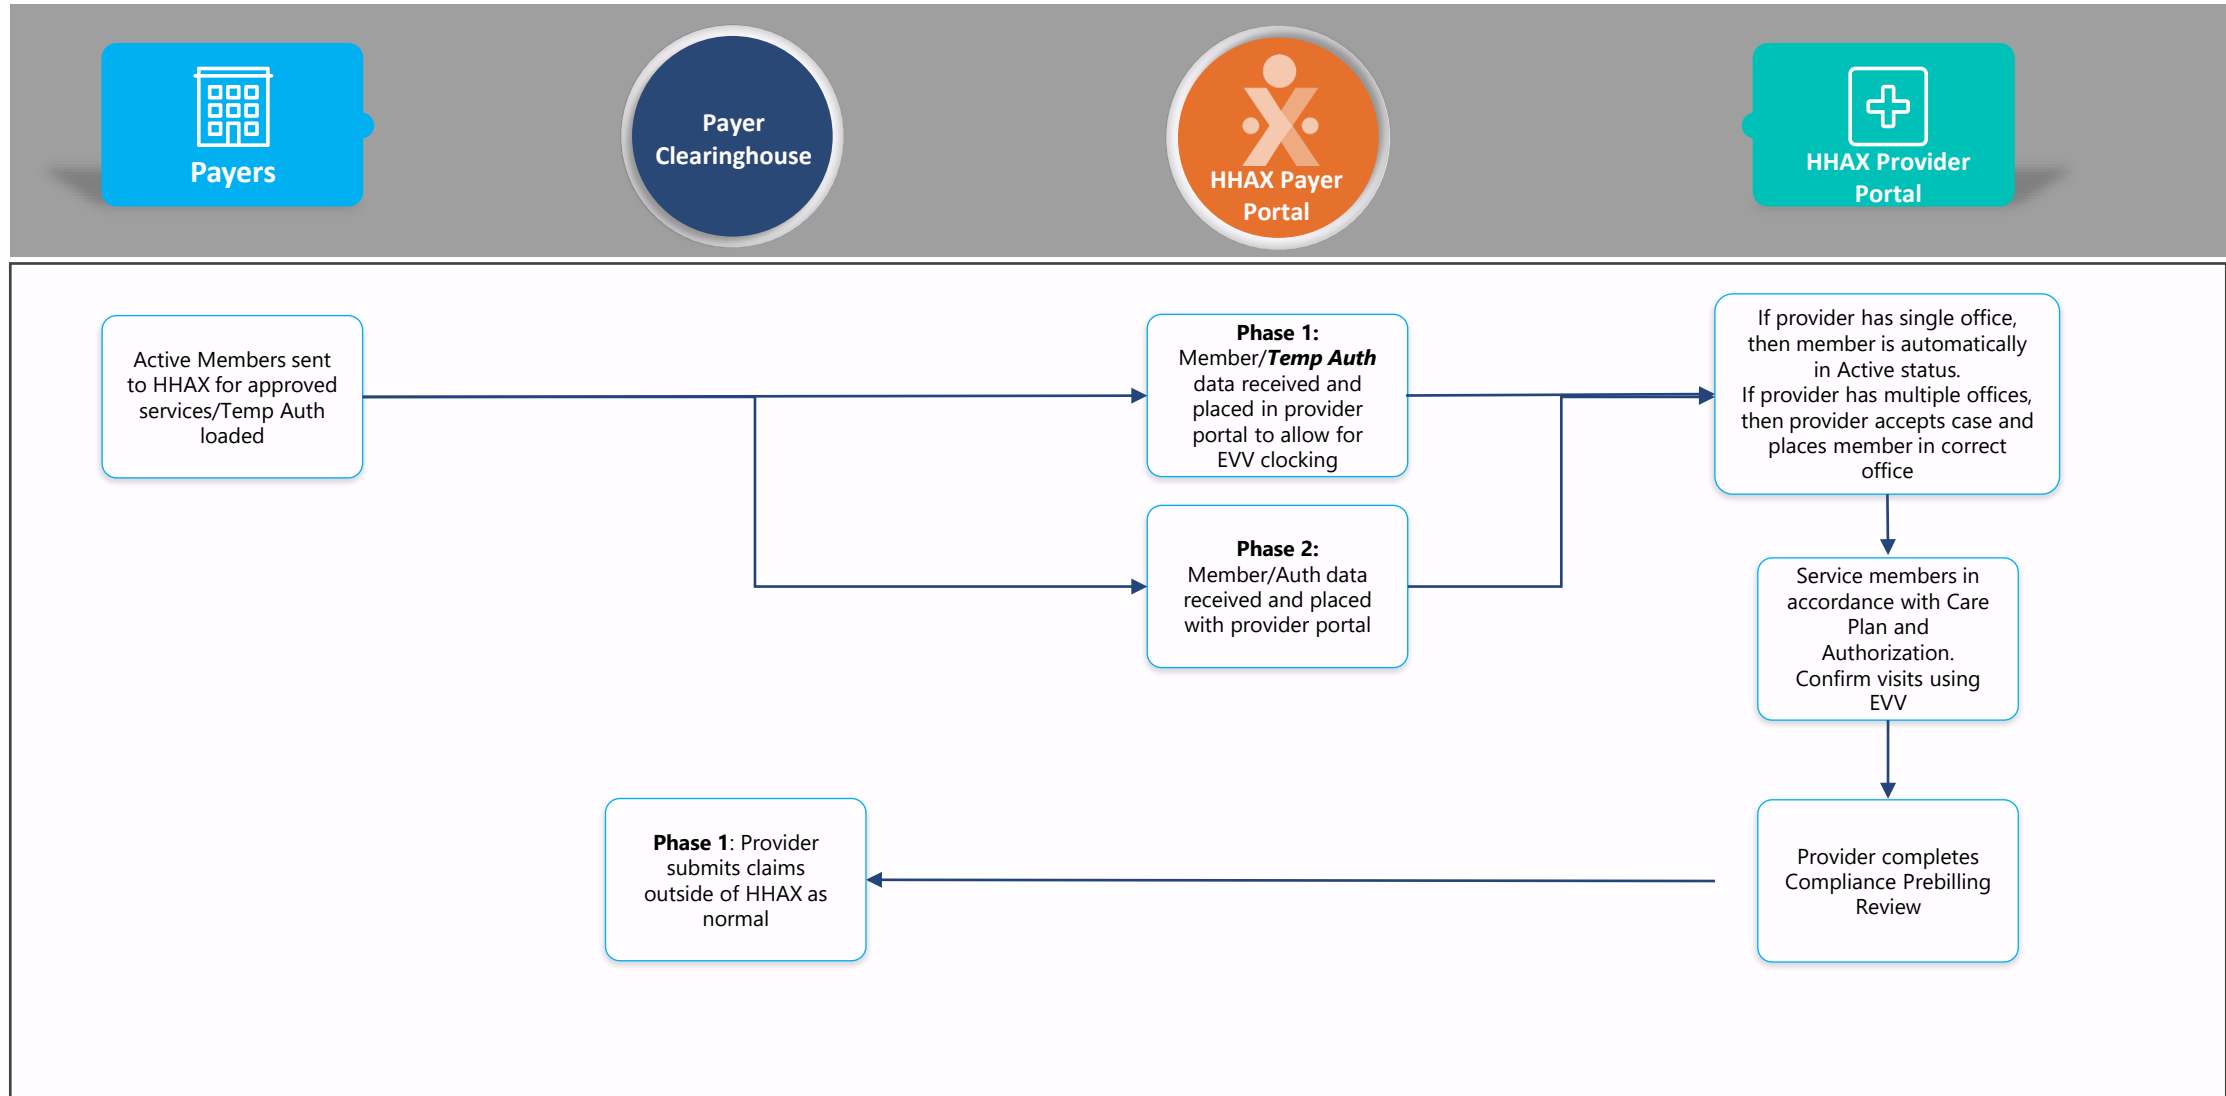 Payers
Payer
Clearinghouse
HHAX Payer
Portal
HHAX Provider
Portal
Active Members sent
to HHAX for approved
services/Temp Auth
loaded
Phase 1:
Member/Temp Auth
data received and
placed in provider
portal to allow for
EVV clocking
If provider has single office,
then member is automatically
in Active status.
If provider has multiple offices,
then provider accepts case and
places member in correct
office
Phase 2:
Member/Auth data
received and placed
with provider portal
Service members in
accordance with Care
Plan and
Authorization.
Confirm visits using
EVV
Phase 1: Provider
submits claims
outside of HHAX as
normal
Provider completes
Compliance Prebilling
Review